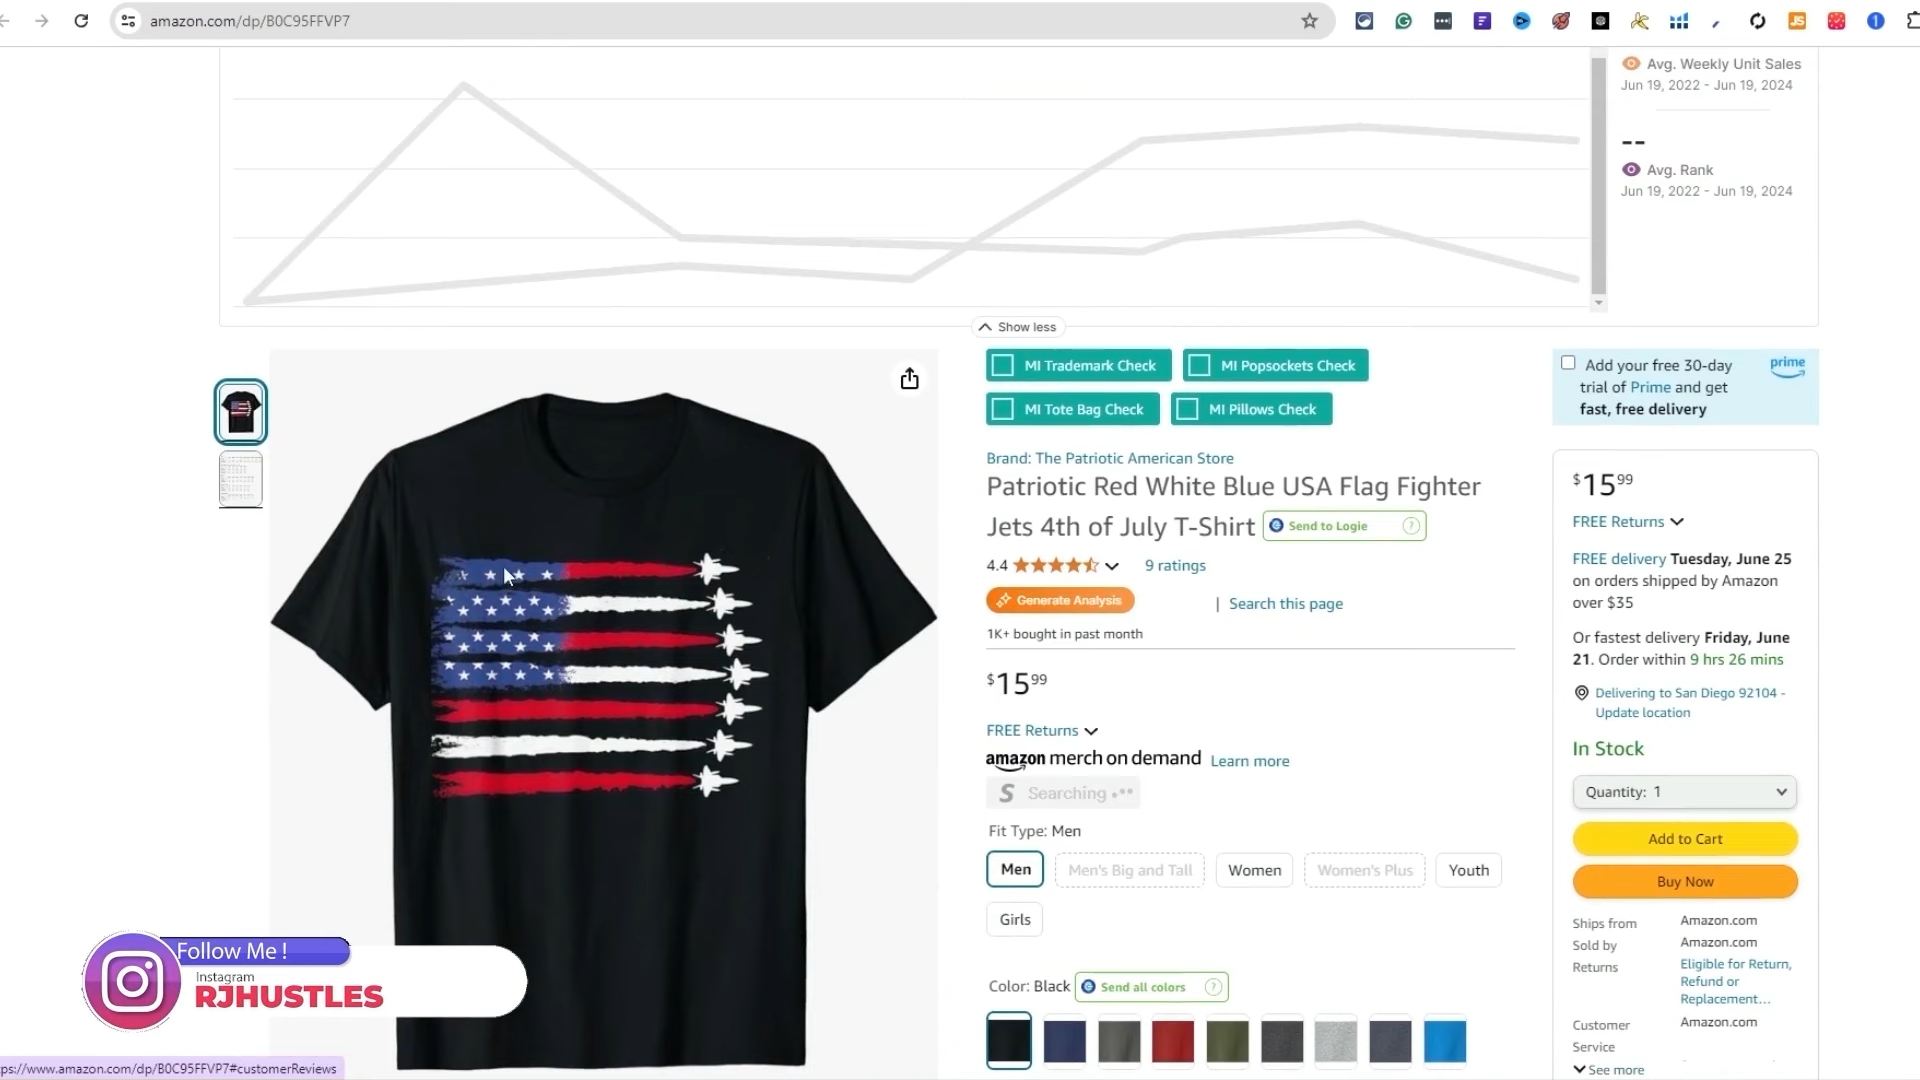 amazon.com/dp/B0C95FFVP7
Avg. Weekly Unit Sales
Jun 19, 2022 - Jun 19, 2024
--
Avg. Rank
Jun 19, 2022 - Jun 19, 2024
Show less
MI Trademark Check
MI Popsockets Check
MI Tote Bag Check
MI Pillows Check
Brand: The Patriotic American Store
Patriotic Red White Blue USA Flag Fighter
Jets 4th of July T-Shirt
Send to Logie ?
4.4
9 ratings
Generate Analysis
| Search this page
1K+ bought in past month
$15 99
FREE Returns
amazon merch on demand Learn more
S Searching
Fit Type: Men
Men
Men's Big and Tall
Women
Women's Plus
Youth
Girls
Color: Black
Send all colors ?
Add your free 30-day
trial of Prime and get
fast, free delivery
prime
$15 99
FREE Returns
FREE delivery Tuesday, June 25
on orders shipped by Amazon
over $35
Or fastest delivery Friday, June
21. Order within 9 hrs 26 mins
Delivering to San Diego 92104 -
Update location
In Stock
Quantity: 1
Add to Cart
Buy Now
Ships from Amazon.com
Sold by Amazon.com
Returns Eligible for Return,
Refund or
Replacement...
Customer Amazon.com
Service
See more
Follow Me !
Instagram
RJHUSTLES
ps://www.amazon.com/dp/B0C95FFVP7#customerReviews